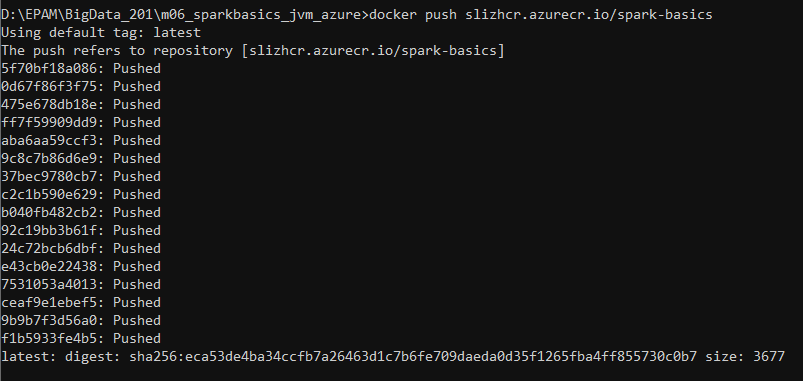 D:\EPAM\BigData_201\m06_sparkbasics_jvm_azure>docker push slizhcr.azurecr.io/spark-basics
Using default tag: latest
The push refers to repository [slizhcr.azurecr.io/spark-basics]
5f70bf18a086: Pushed
0d67f86f3f75: Pushed
475e678db18e: Pushed
ff7f59909dd9: Pushed
aba6aa59ccf3: Pushed
9c8c7b86d6e9: Pushed
37bec9780cb7: Pushed
c2c1b590e629: Pushed
b040fb482cb2: Pushed
92c19bb3b61f: Pushed
24c72bcb6dbf: Pushed
e43cb0e22438: Pushed
7531053a4013: Pushed
ceaf9e1ebef5: Pushed
9b9b7f3d56a0: Pushed
f1b5933fe4b5: Pushed
latest: digest: sha256:eca53de4ba34ccfb7a26463d1c7b6fe709daeda0d35f1265fba4ff855730c0b7 size: 3677